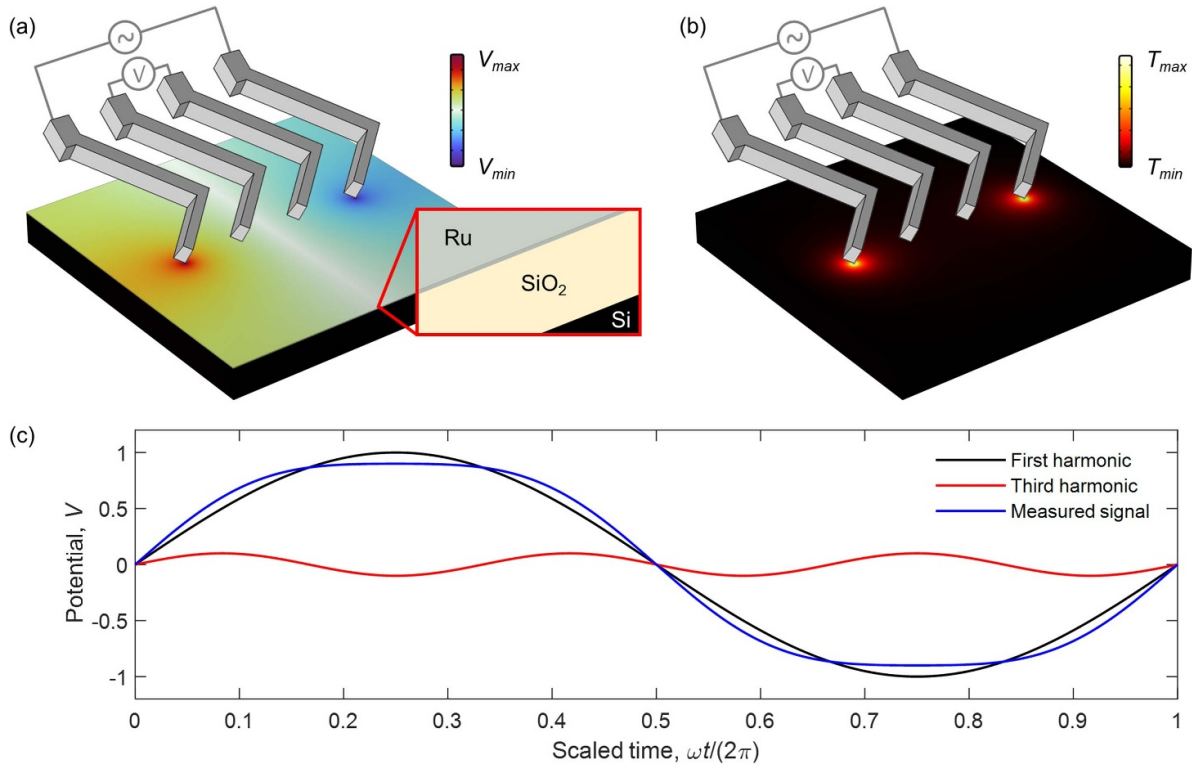 (a)
V
V_max
V_min
Ru
SiO₂
Si
(b)
V
T_max
T_min
(c)
1
0.5
0
-0.5
-1
Potential, V
First harmonic
Third harmonic
Measured signal
0 0.1 0.2 0.3 0.4 0.5 0.6 0.7 0.8 0.9 1
Scaled time, ωt/(2π)